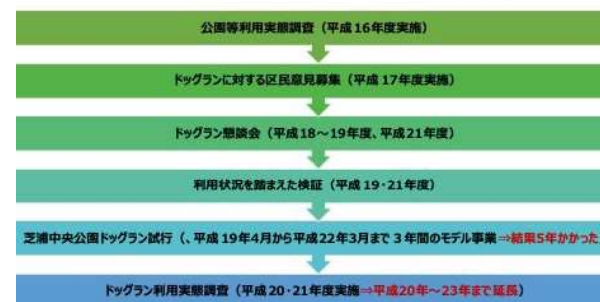 公園等利用実態調査（平成16年度実施）
ドッグランに対する区民意見募集（平成17年度実施）
ドッグラン懇談会（平成18～19年度、平成21年度）
利用状況を踏まえた検証（平成19・21年度）
芝浦中央公園ドッグラン試行（、平成19年4月から平成22年3月まで３年間のモデル事業⇒結果5年かかった
ドッグラン利用実態調査（平成20・21年度実施⇒平成20年～23年まで延長）